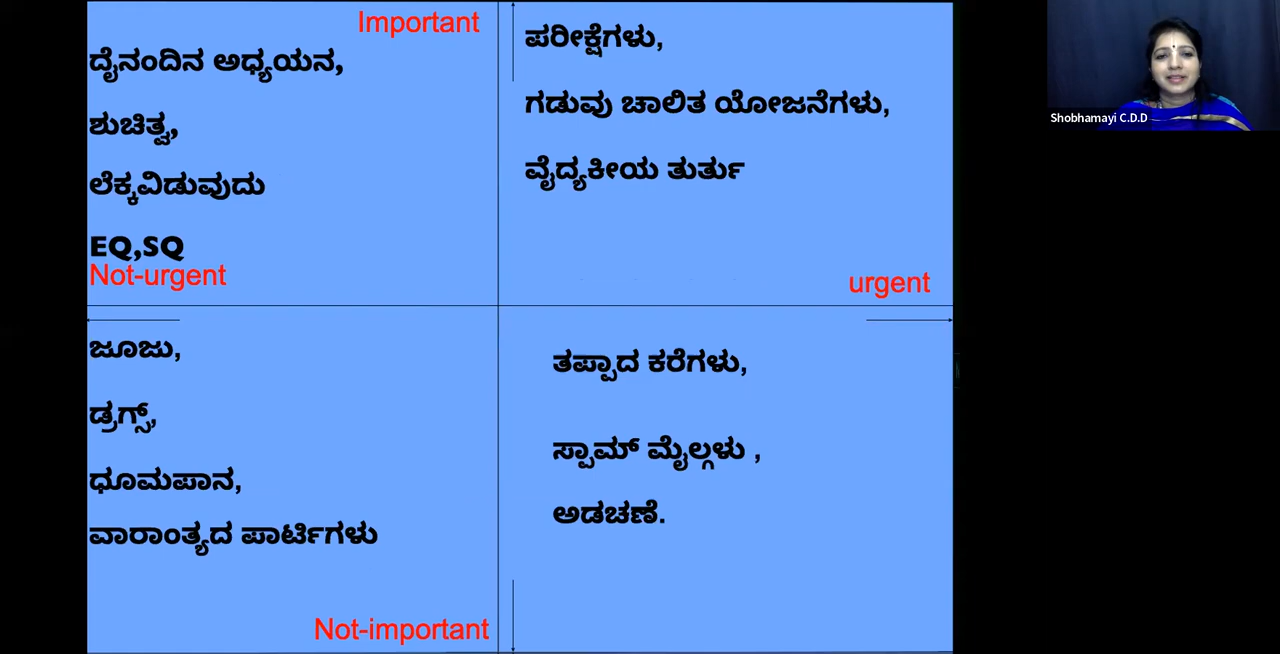 Important
ದೈನಂದಿನ ಅಧ್ಯಯನ,
ಶುಚಿತ್ವ,
ಲೆಕ್ಕವಿಡುವುದು
EQ,SQ
Not-urgent
ಪರೀಕ್ಷೆಗಳು,
ಗಡುವು ಚಾಲಿತ ಯೋಜನೆಗಳು,
ವೈದ್ಯಕೀಯ ತುರ್ತು
urgent
ಜೂಜು,
ಡ್ರಗ್ಸ್,
ಧೂಮಪಾನ,
ವಾರಾಂತ್ಯದ ಪಾರ್ಟಿಗಳು
Not-important
ತಪ್ಪಾದ ಕರೆಗಳು,
ಸ್ಪಾಮ್ ಮೈಲ್ಗಳು ,
ಅಡಚಣೆ.
Shobhamayi C.D.D